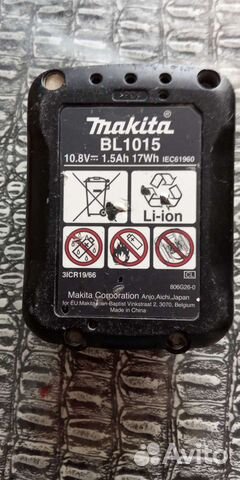 makita
BL1015
10.8V 1.5Ah 17Wh IEC61960
Li-ion
3ICR19/66
CL
806G26-0
Makita Corporation Anjo, Aichi, Japan
for EU: Makita Jan-Baptist Vinkstraat 2, 3070, Belgium
Made in China
Avito